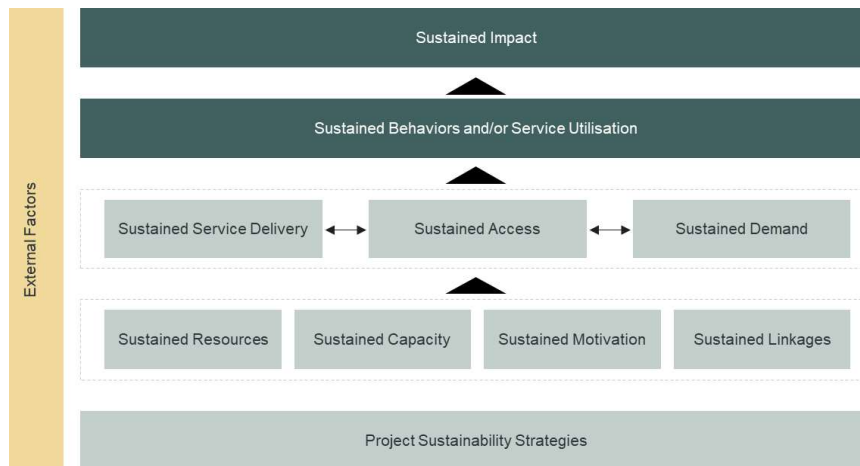 Sustained Impact
Sustained Behaviors and/or Service Utilisation
External Factors
Sustained Service Delivery
Sustained Access
Sustained Demand
Sustained Resources
Sustained Capacity
Sustained Motivation
Sustained Linkages
Project Sustainability Strategies